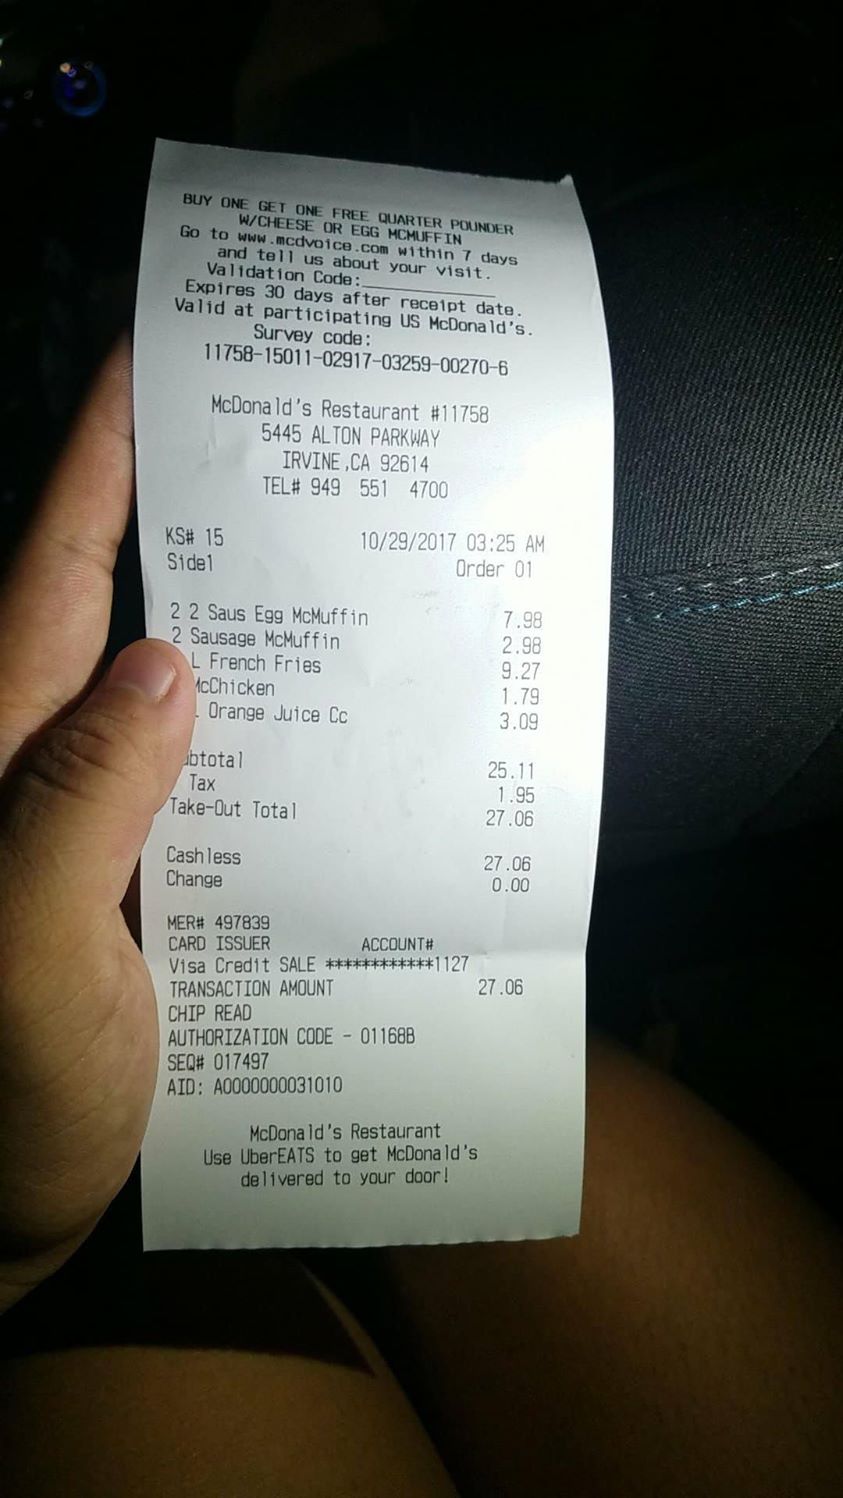 BUY ONE GET ONE FREE QUARTER POUNDER
W/CHEESE OR EGG MCMUFFIN
Go to www.mcdvoice.com within 7 days
and tell us about your visit.
Validation Code:____________
Expires 30 days after receipt date.
Valid at participating US McDonald's.
Survey code:
11758-15011-02917-03259-00270-6
McDonald's Restaurant #11758
5445 ALTON PARKWAY
IRVINE,CA 92614
TEL# 949 551 4700
KS# 15 10/29/2017 03:25 AM
Side1 Order 01
2 2 Saus Egg McMuffin 7.98
2 Sausage McMuffin 2.98
L French Fries 9.27
McChicken 1.79
Orange Juice Cc 3.09
ubtotal 25.11
Tax 1.95
Take-Out Total 27.06
Cashless 27.06
Change 0.00
MER# 497839
CARD ISSUER ACCOUNT#
Visa Credit SALE ************1127
TRANSACTION AMOUNT 27.06
CHIP READ
AUTHORIZATION CODE - 01168B
SEQ# 017497
AID: A0000000031010
McDonald's Restaurant
Use UberEATS to get McDonald's
delivered to your door!